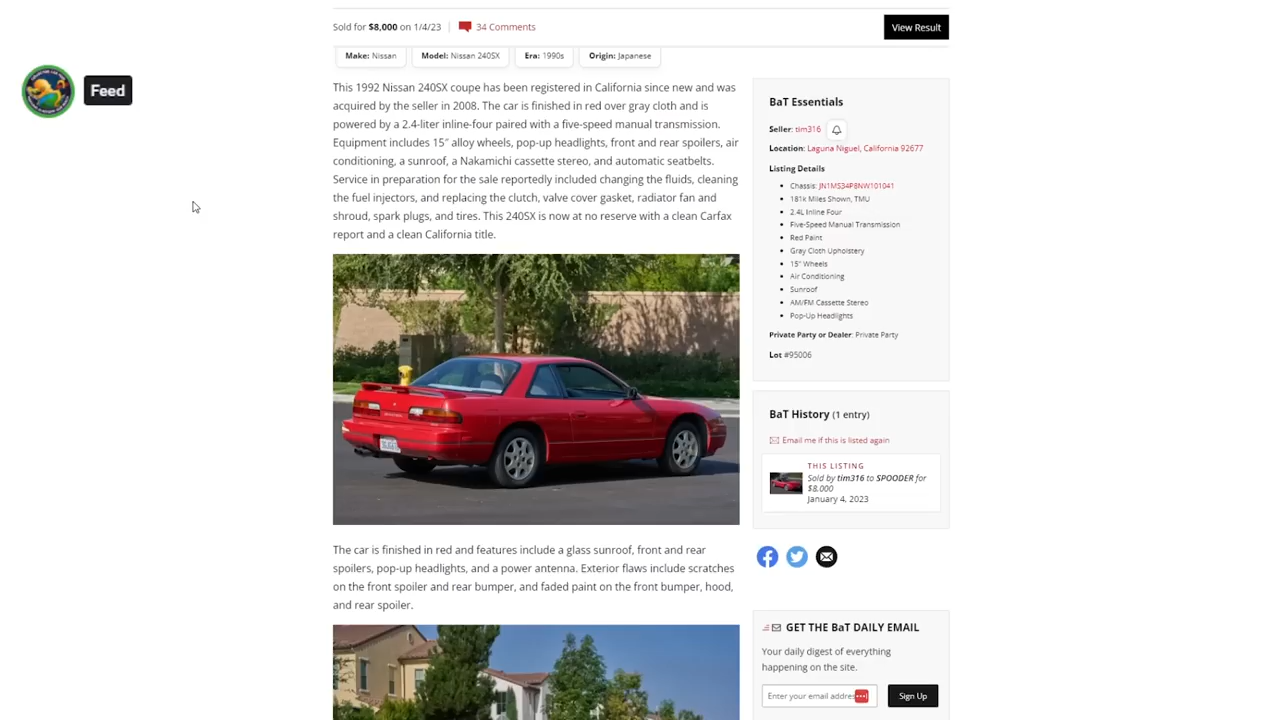 Sold for $8,000 on 1/4/23
34 Comments
View Result
Make: Nissan
Model: Nissan 240SX
Era: 1990s
Origin: Japanese
Feed
This 1992 Nissan 240SX coupe has been registered in California since new and was
acquired by the seller in 2008. The car is finished in red over gray cloth and is
powered by a 2.4-liter inline-four paired with a five-speed manual transmission.
Equipment includes 15″ alloy wheels, pop-up headlights, front and rear spoilers, air
conditioning, a sunroof, a Nakamichi cassette stereo, and automatic seatbelts.
Service in preparation for the sale reportedly included changing the fluids, cleaning
the fuel injectors, and replacing the clutch, valve cover gasket, radiator fan and
shroud, spark plugs, and tires. This 240SX is now at no reserve with a clean Carfax
report and a clean California title.
The car is finished in red and features include a glass sunroof, front and rear
spoilers, pop-up headlights, and a power antenna. Exterior flaws include scratches
on the front spoiler and rear bumper, and faded paint on the front bumper, hood,
and rear spoiler.
BaT Essentials
Seller: tim316
Location: Laguna Niguel, California 92677
Listing Details
Chassis: JN1MS34P8NW101041
181k Miles Shown, TMU
2.4L Inline Four
Five-Speed Manual Transmission
Red Paint
Gray Cloth Upholstery
15" Wheels
Air Conditioning
Sunroof
AM/FM Cassette Stereo
Pop-Up Headlights
Private Party or Dealer: Private Party
Lot #95006
BaT History (1 entry)
Email me if this is listed again
THIS LISTING
Sold by tim316 to SPOODER for
$8,000
January 4, 2023
GET THE BaT DAILY EMAIL
Your daily digest of everything
happening on the site.
Enter your email addres
Sign Up